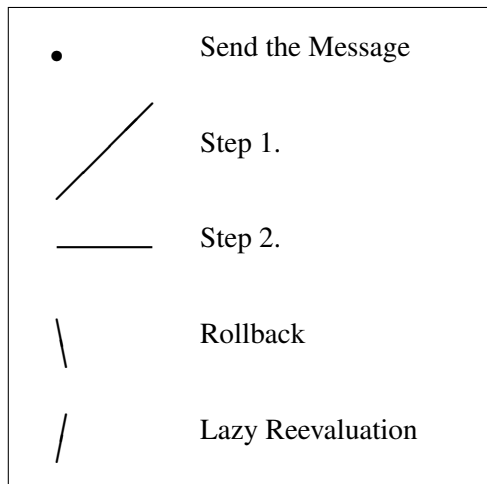 Send the Message
Step 1.
Step 2.
Rollback
Lazy Reevaluation